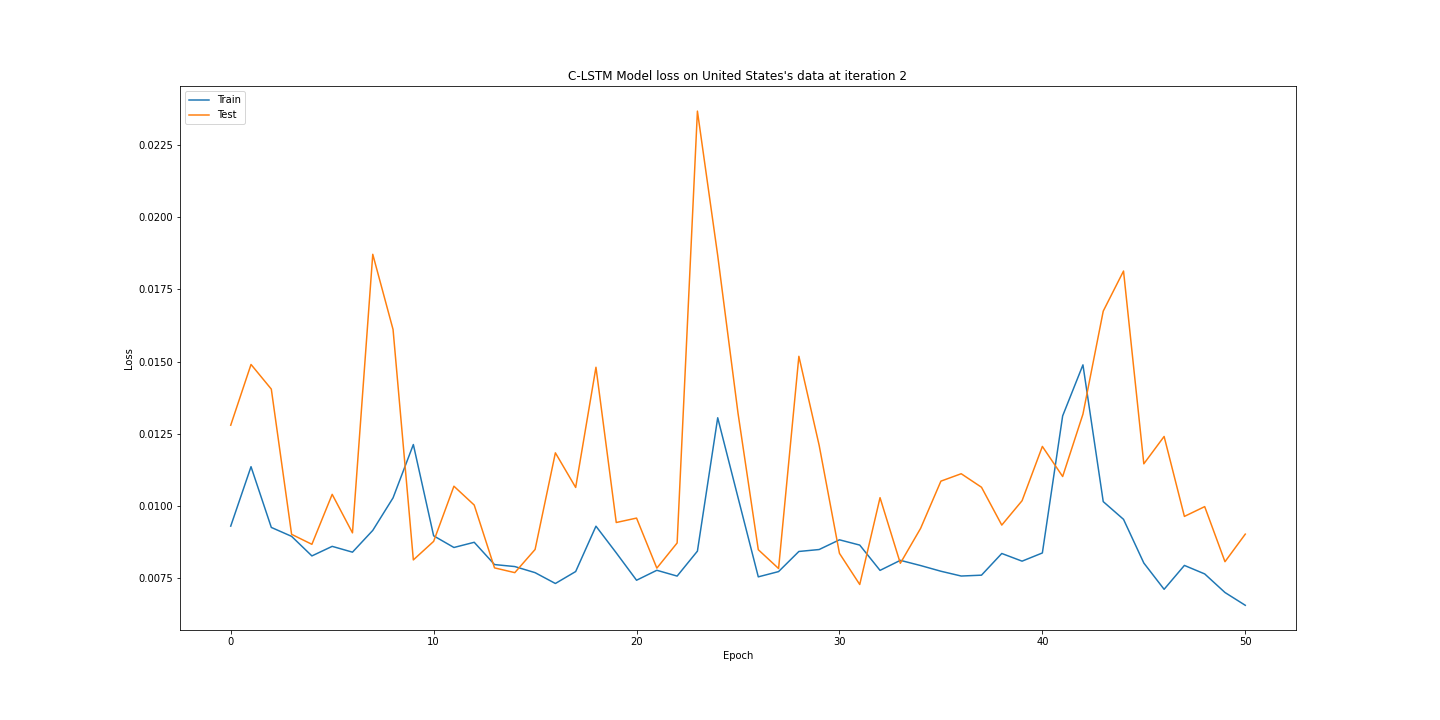 C-LSTM Model loss on United States's data at iteration 2
Train
Test
0.0225
0.0200
0.0175
0.0150
0.0125
0.0100
0.0075
Loss
0 10 20 30 40 50
Epoch